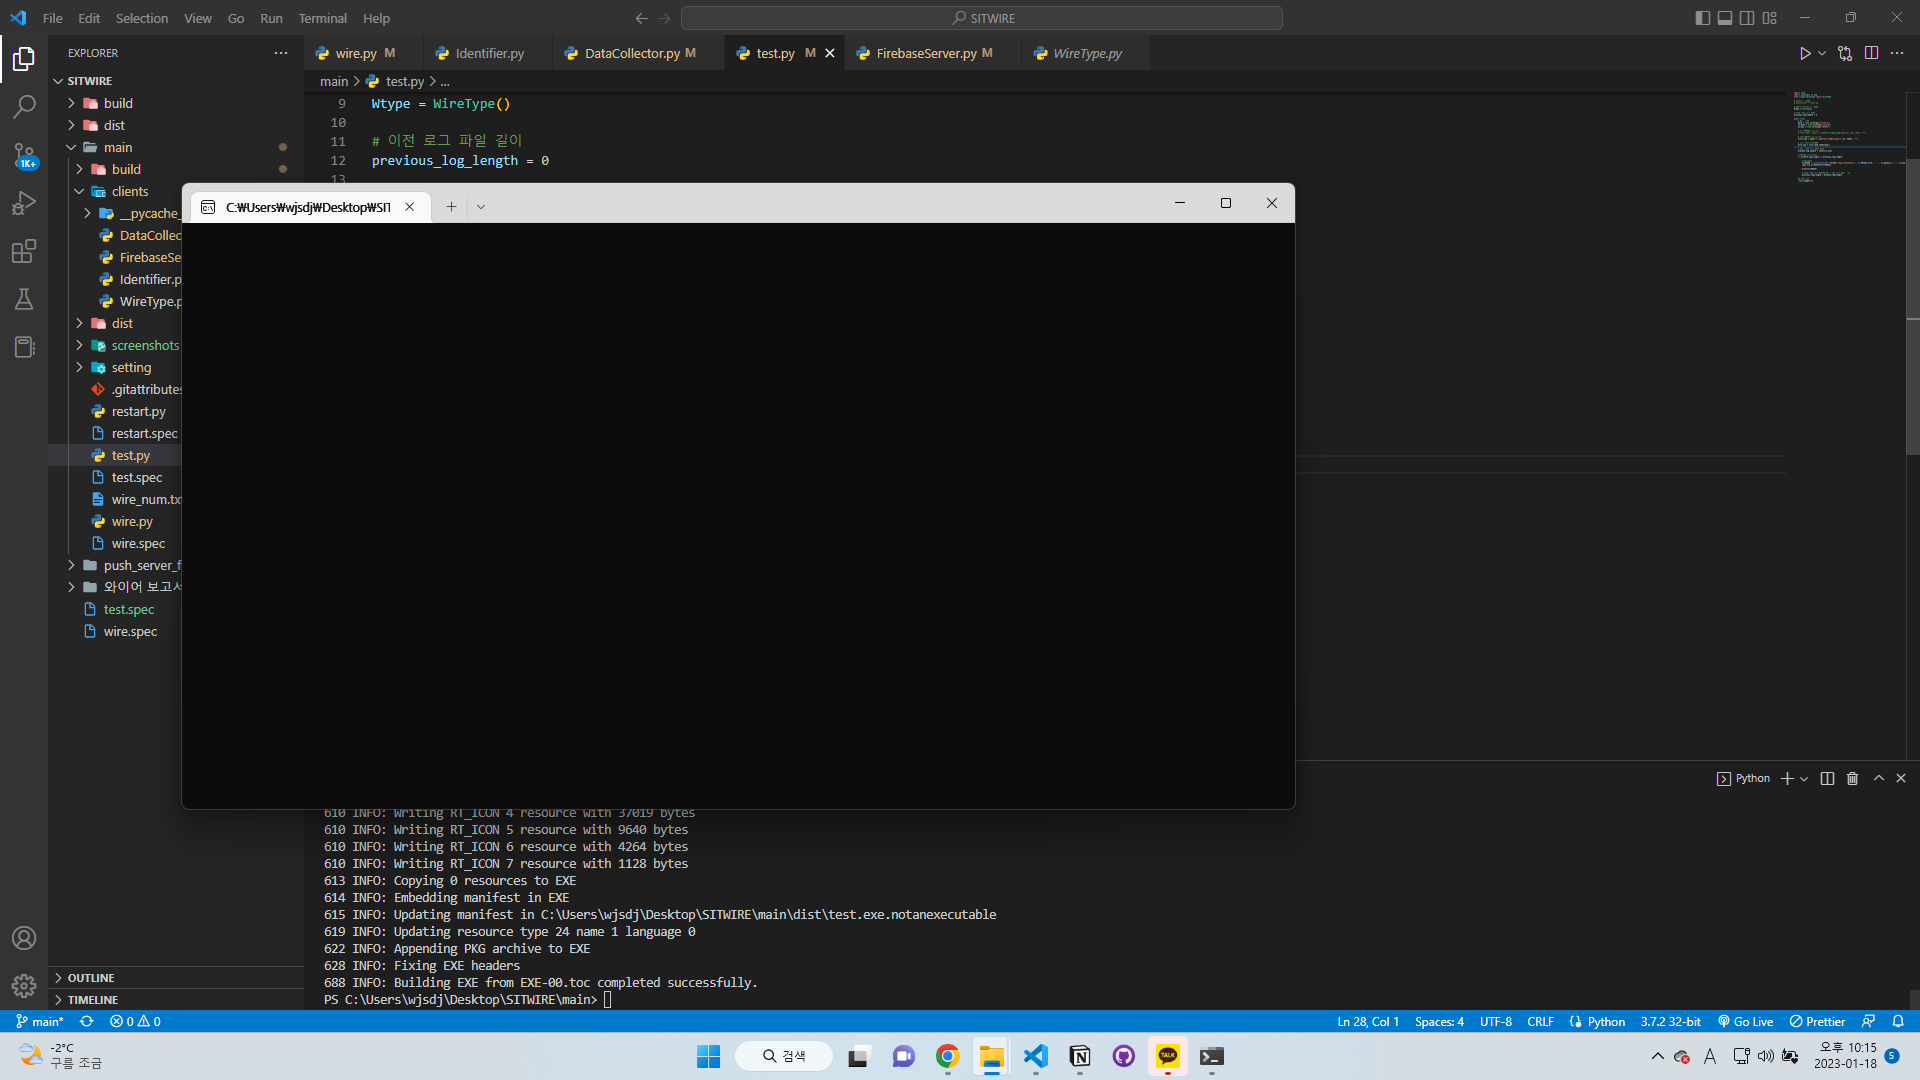 File Edit Selection View Go Run Terminal Help
SITWIRE
EXPLORER
wire.py M
Identifier.py
DataCollector.py M
test.py M
FirebaseServer.py M
WireType.py
main > test.py > ...
SITWIRE
build
dist
main
build
clients
__pycache_
DataCollec
FirebaseSe
Identifier.p
WireType.p
dist
screenshots
setting
.gitattributes
restart.py
restart.spec
test.py
test.spec
wire_num.tx
wire.py
wire.spec
push_server_f
와이어 보고서
test.spec
wire.spec
OUTLINE
TIMELINE
1K+
9 Wtype = WireType()
10
11 # 이전 로그 파일 길이
12 previous_log_length = 0
13
C:₩Users₩wjsdj₩Desktop₩SIT
Python
610 INFO: Writing RT_ICON 4 resource with 37019 bytes
610 INFO: Writing RT_ICON 5 resource with 9640 bytes
610 INFO: Writing RT_ICON 6 resource with 4264 bytes
610 INFO: Writing RT_ICON 7 resource with 1128 bytes
613 INFO: Copying 0 resources to EXE
614 INFO: Embedding manifest in EXE
615 INFO: Updating manifest in C:\Users\wjsdj\Desktop\SITWIRE\main\dist\test.exe.notanexecutable
619 INFO: Updating resource type 24 name 1 language 0
622 INFO: Appending PKG archive to EXE
628 INFO: Fixing EXE headers
688 INFO: Building EXE from EXE-00.toc completed successfully.
PS C:\Users\wjsdj\Desktop\SITWIRE\main>
main* 0 0
Ln 28, Col 1 Spaces: 4 UTF-8 CRLF Python 3.7.2 32-bit Go Live Prettier
-2°C
구름 조금
검색
TALK
A
오후 10:15
2023-01-18
5